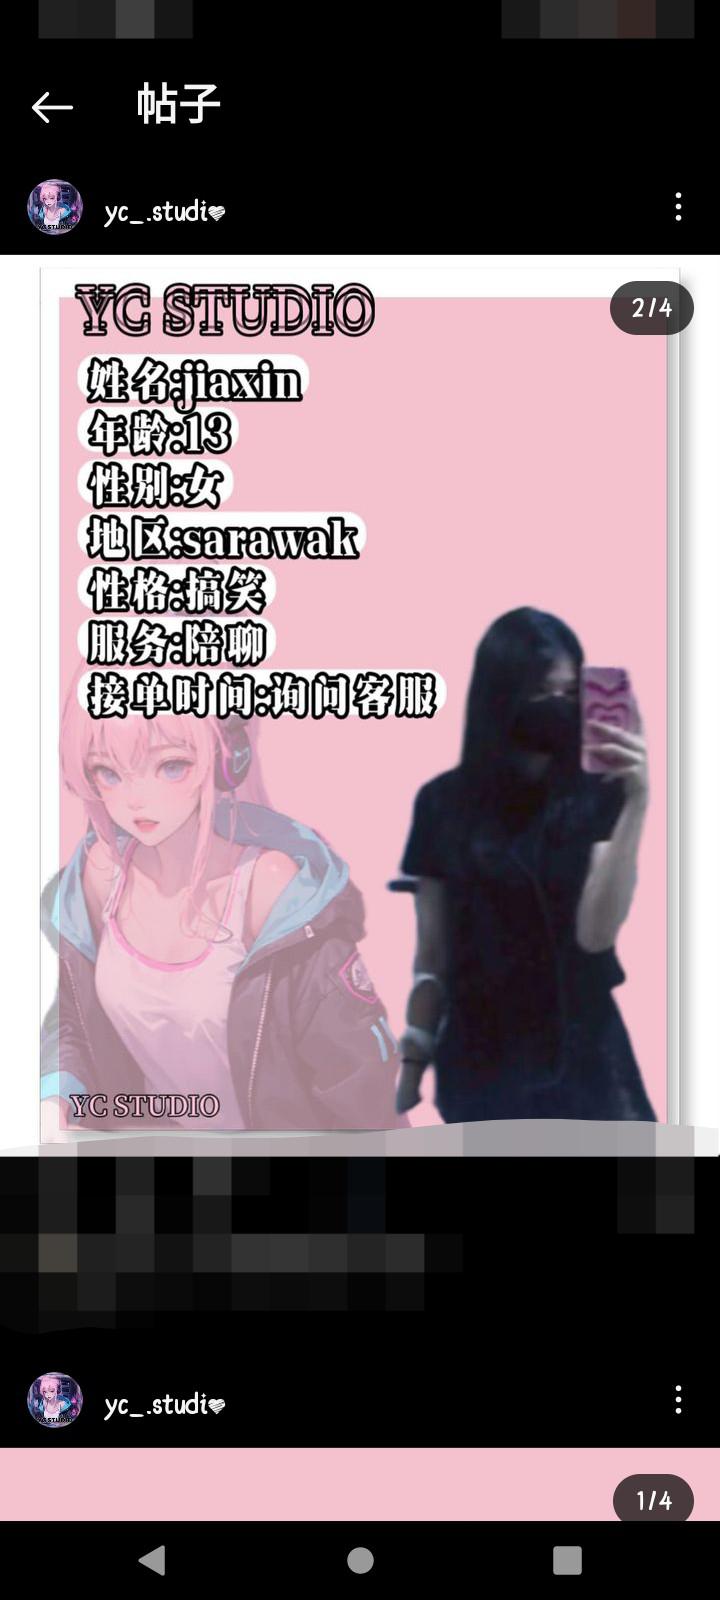 帖子
yc_.studi
2/4
YC STUDIO
姓名:jiaxin
年龄:13
性别:女
地区:sarawak
性格:搞笑
服务:陪聊
接单时间:询问客服
YC STUDIO
yc_.studi
1/4